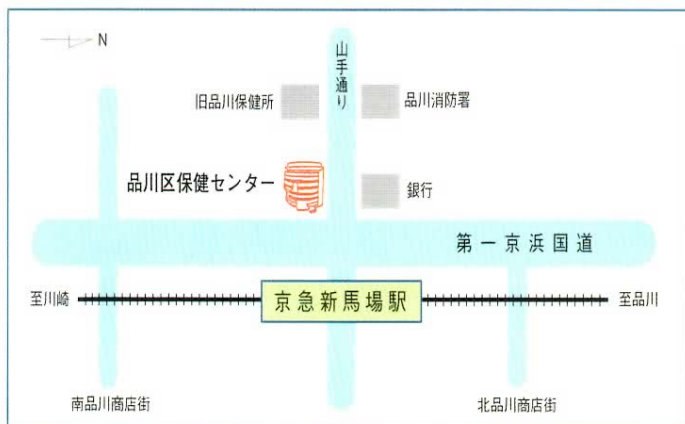 N
山手通り
旧品川保健所
品川消防署
品川区保健センター
銀行
第一京浜国道
至川崎
京急新馬場駅
至品川
南品川商店街
北品川商店街